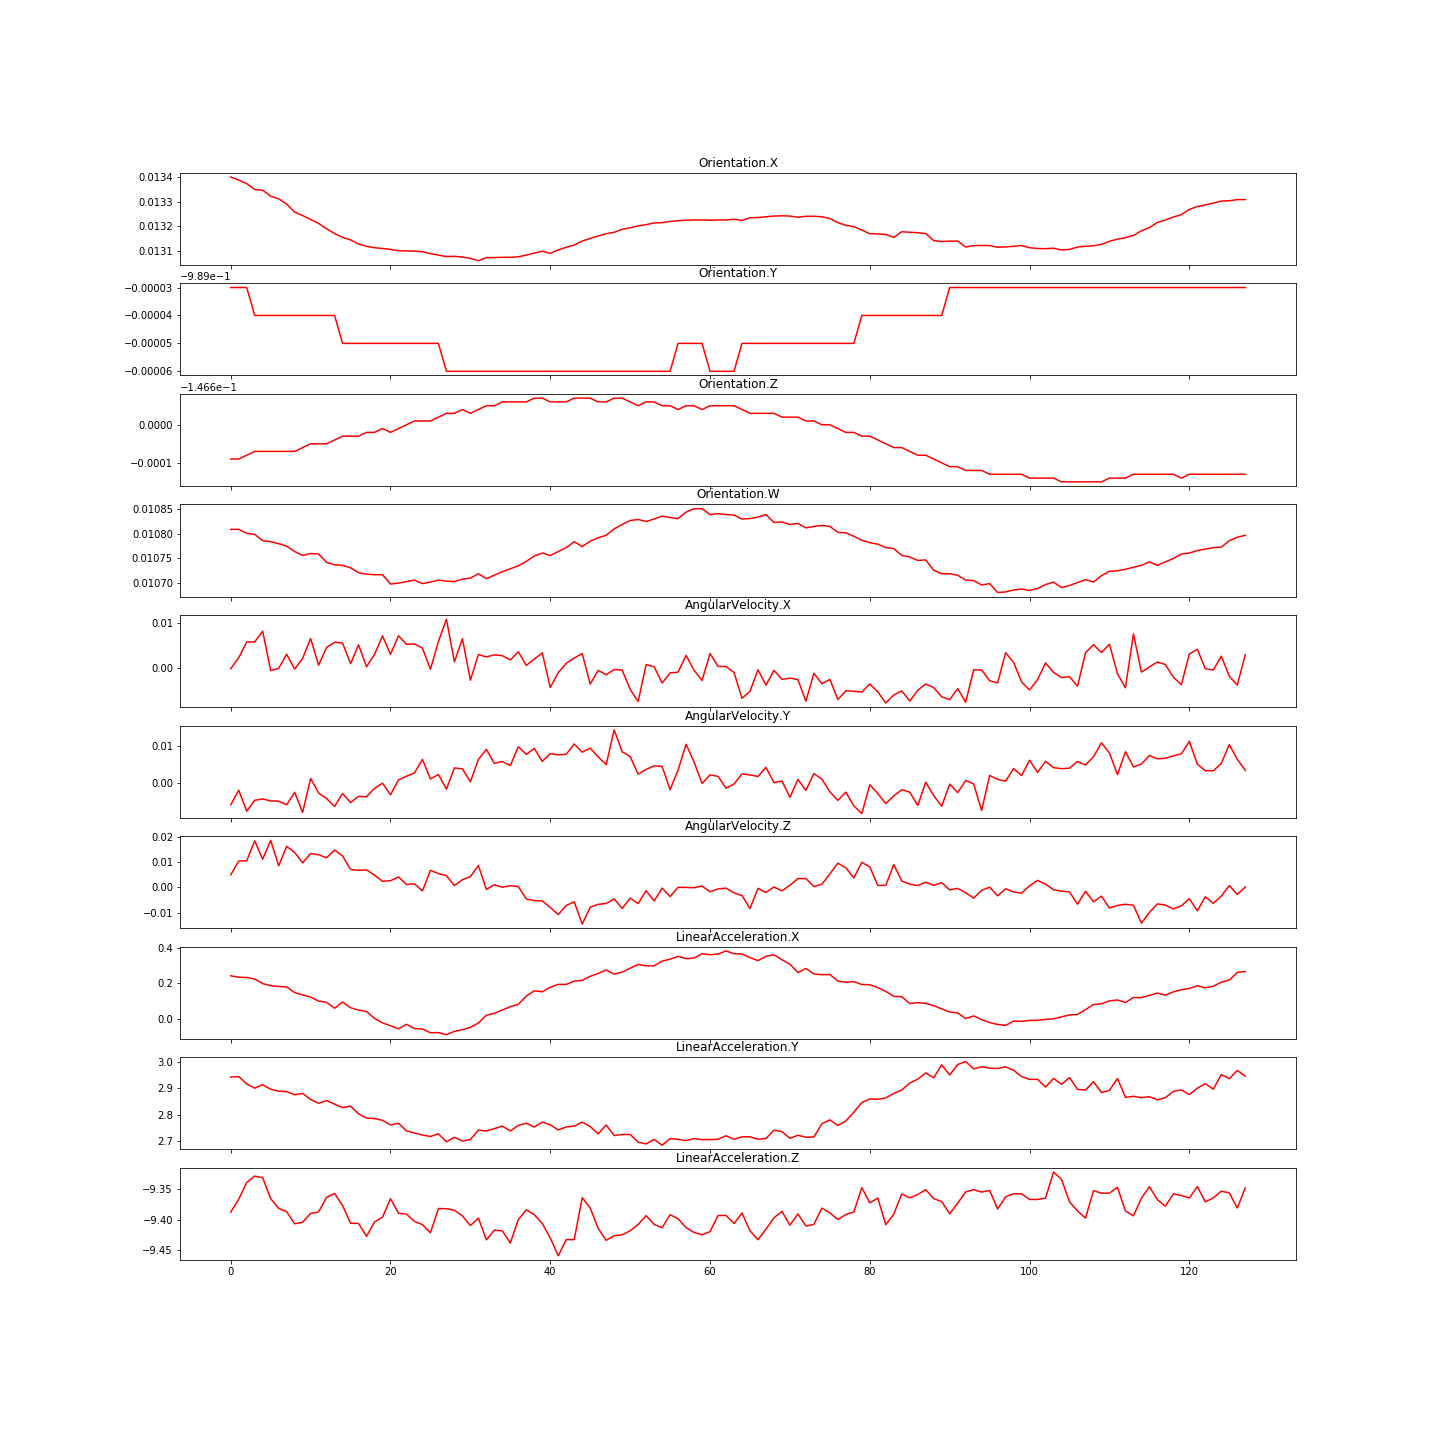 Orientation.X
0.0134
0.0133
0.0132
0.0131
−9.89e−1
Orientation.Y
−0.00003
−0.00004
−0.00005
−0.00006
−1.466e−1
Orientation.Z
0.0000
−0.0001
Orientation.W
0.01085
0.01080
0.01075
0.01070
AngularVelocity.X
0.01
0.00
AngularVelocity.Y
0.01
0.00
AngularVelocity.Z
0.02
0.01
0.00
−0.01
LinearAcceleration.X
0.4
0.2
0.0
LinearAcceleration.Y
3.0
2.9
2.8
2.7
LinearAcceleration.Z
−9.35
−9.40
−9.45
0 20 40 60 80 100 120